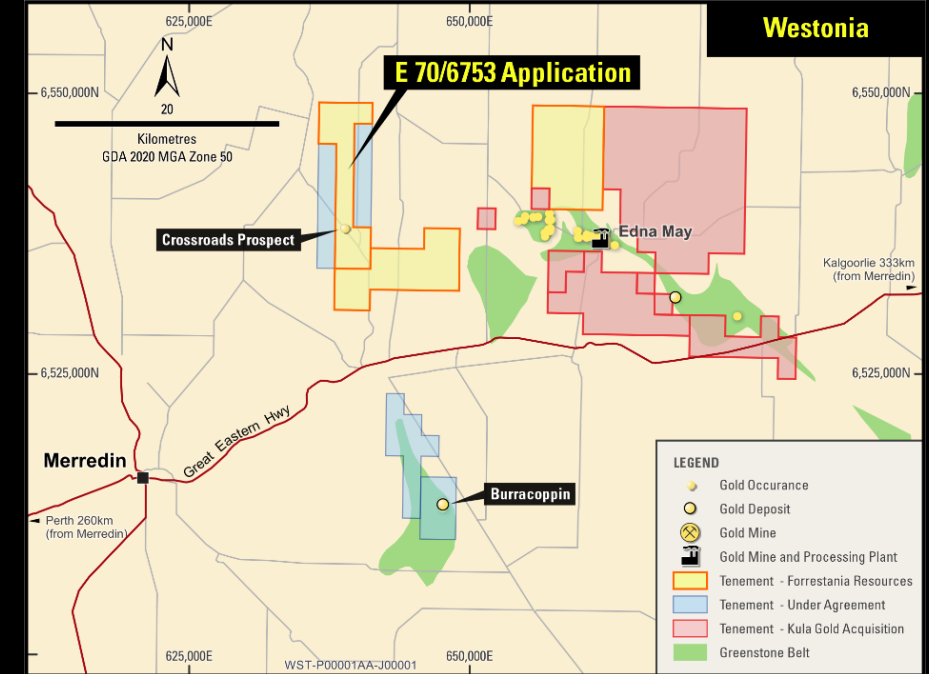 625,000E
650,000E
Westonia
N
E 70/6753 Application
6,550,000N
6,550,000N
20
Kilometres
GDA 2020 MGA Zone 50
Crossroads Prospect
Edna May
Kalgoorlie 333km
(from Merredin)
6,525,000N
6,525,000N
Great Eastern Hwy
Merredin
Burracoppin
Perth 260km
(from Merredin)
LEGEND
Gold Occurance
Gold Deposit
Gold Mine
Gold Mine and Processing Plant
Tenement - Forrestania Resources
Tenement - Under Agreement
Tenement - Kula Gold Acquisition
Greenstone Belt
625,000E
WST-P00001AA-J00001
650,000E